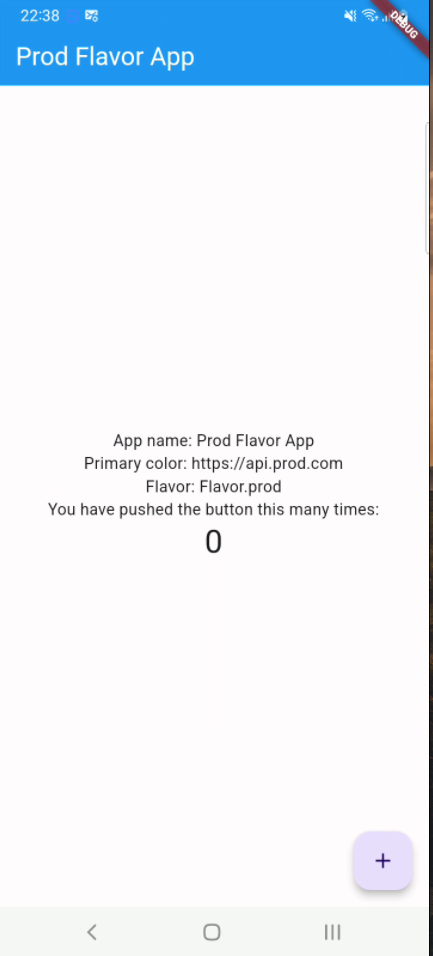 22:38
DEBUG
Prod Flavor App
App name: Prod Flavor App
Primary color: https://api.prod.com
Flavor: Flavor.prod
You have pushed the button this many times:
0
+